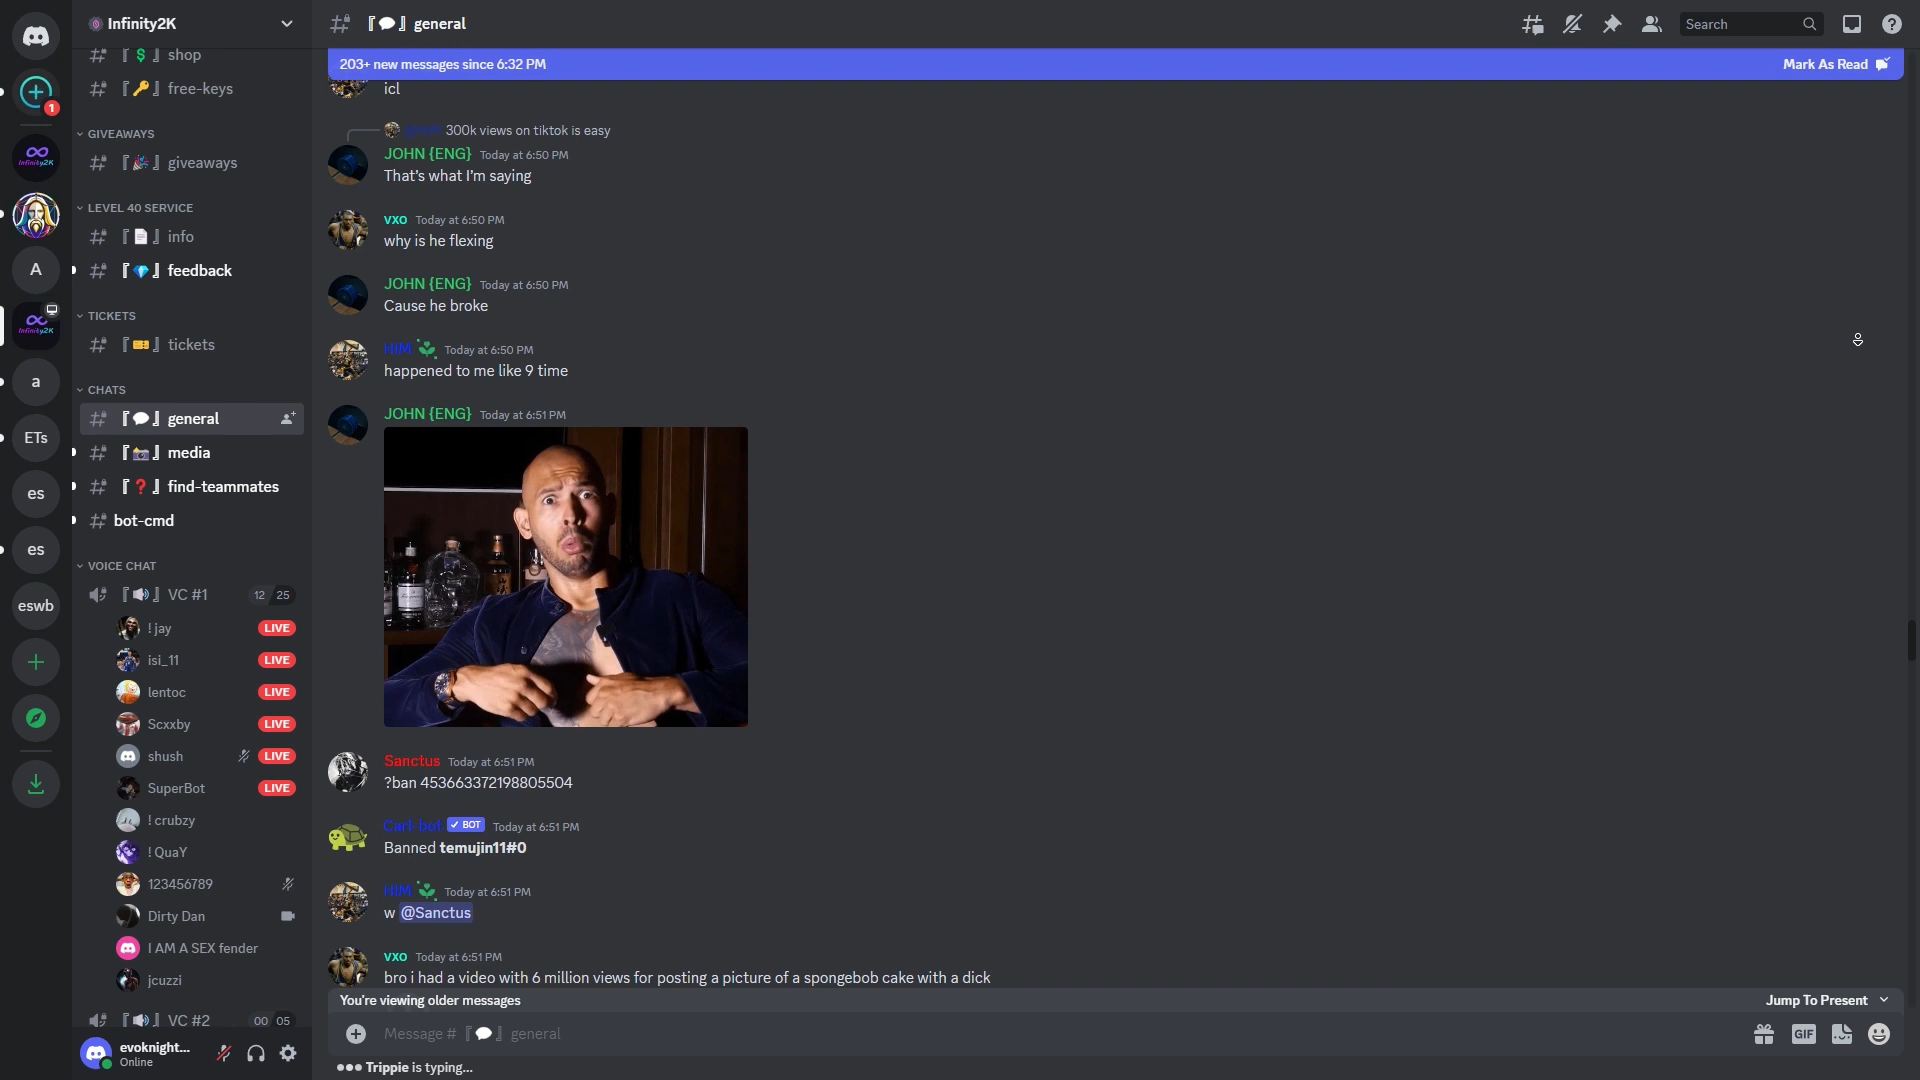 Infinity2K
『💬』 general
Search
203+ new messages since 6:32 PM
Mark As Read
1
『💲』 shop
『🔑』 free-keys
GIVEAWAYS
『🎉』 giveaways
LEVEL 40 SERVICE
『📄』 info
『💎』 feedback
TICKETS
『🎫』 tickets
CHATS
『💬』 general
『📸』 media
『❓』 find-teammates
bot-cmd
VOICE CHAT
『🔊』 VC #1 12 25
! jay LIVE
isi_11 LIVE
lentoc LIVE
Scxxby LIVE
shush LIVE
SuperBot LIVE
! crubzy
! QuaY
123456789
Dirty Dan
I AM A SEX fender
jcuzzi
『🔊』 VC #2 00 05
evoknight...
Online
Infinity2K
A
Infinity2K
a
ETs
es
es
eswb
icl
300k views on tiktok is easy
JOHN {ENG} Today at 6:50 PM
That's what I'm saying
VXO Today at 6:50 PM
why is he flexing
JOHN {ENG} Today at 6:50 PM
Cause he broke
HIM Today at 6:50 PM
happened to me like 9 time
JOHN {ENG} Today at 6:51 PM
Sanctus Today at 6:51 PM
?ban 453663372198805504
Carl-bot ✓ BOT Today at 6:51 PM
Banned temujin11#0
HIM Today at 6:51 PM
w @Sanctus
VXO Today at 6:51 PM
bro i had a video with 6 million views for posting a picture of a spongebob cake with a dick
You're viewing older messages
Jump To Present
Message # 『💬』 general
GIF
Trippie is typing...